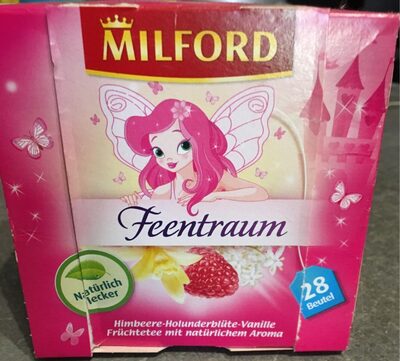 MILFORD
Feentraum
Natürlich
lecker
28
Beutel
Himbeere-Holunderblüte-Vanille
Früchtetee mit natürlichem Aroma